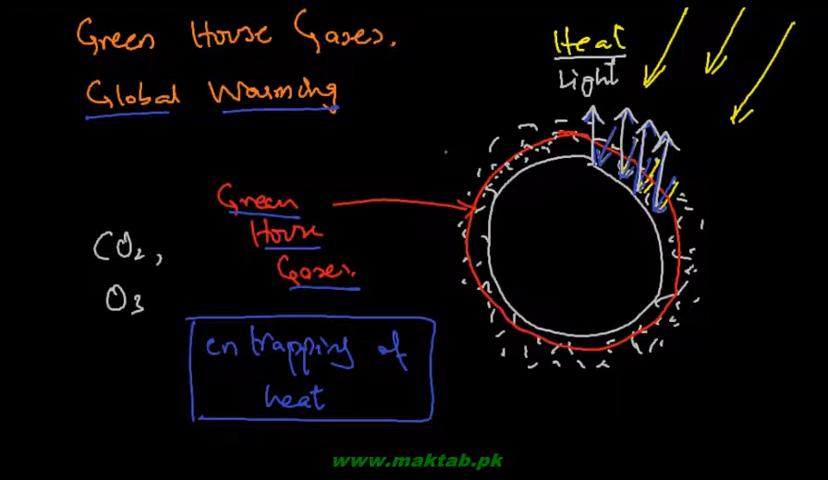 Green House Gases.
Global Warming
Heat
Light
Green
House
Gases.
CO2,
O3
entrapping of
heat
www.maktab.pk